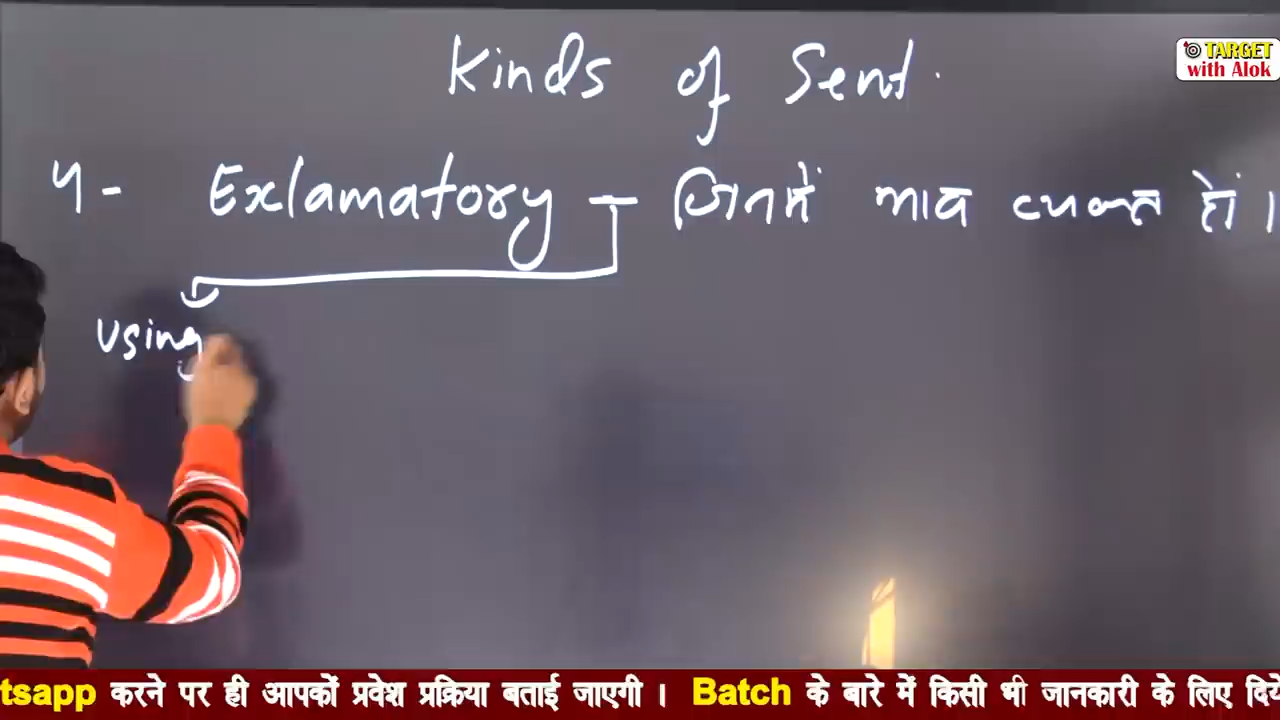 TARGET
with Alok
Kinds of Sent.
4- Exlamatory - जिनमें भाव व्यक्त हों ।
Using
tsapp करने पर ही आपकों प्रवेश प्रक्रिया बताई जाएगी । Batch के बारे में किसी भी जानकारी के लिए दिये